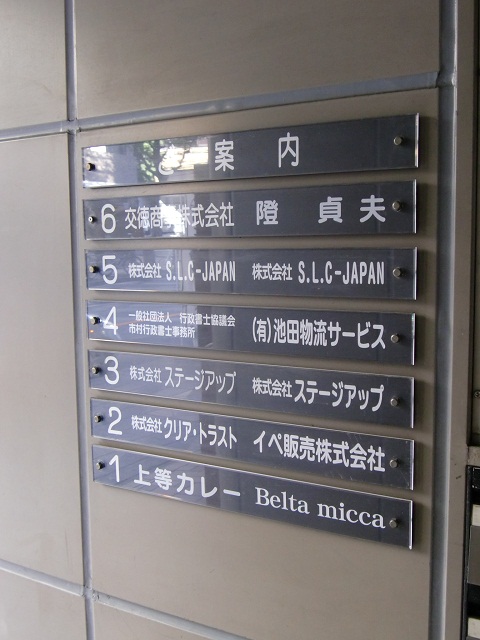 ご案内
6 交徳商事株式会社 隥 貞夫
5 株式会社 S.L.C-JAPAN 株式会社 S.L.C-JAPAN
4 一般社団法人 行政書士協議会
市村行政書士事務所 (有)池田物流サービス
3 株式会社 ステージアップ 株式会社 ステージアップ
2 株式会社 クリア・トラスト イペ販売株式会社
1 上等カレー Belta micca